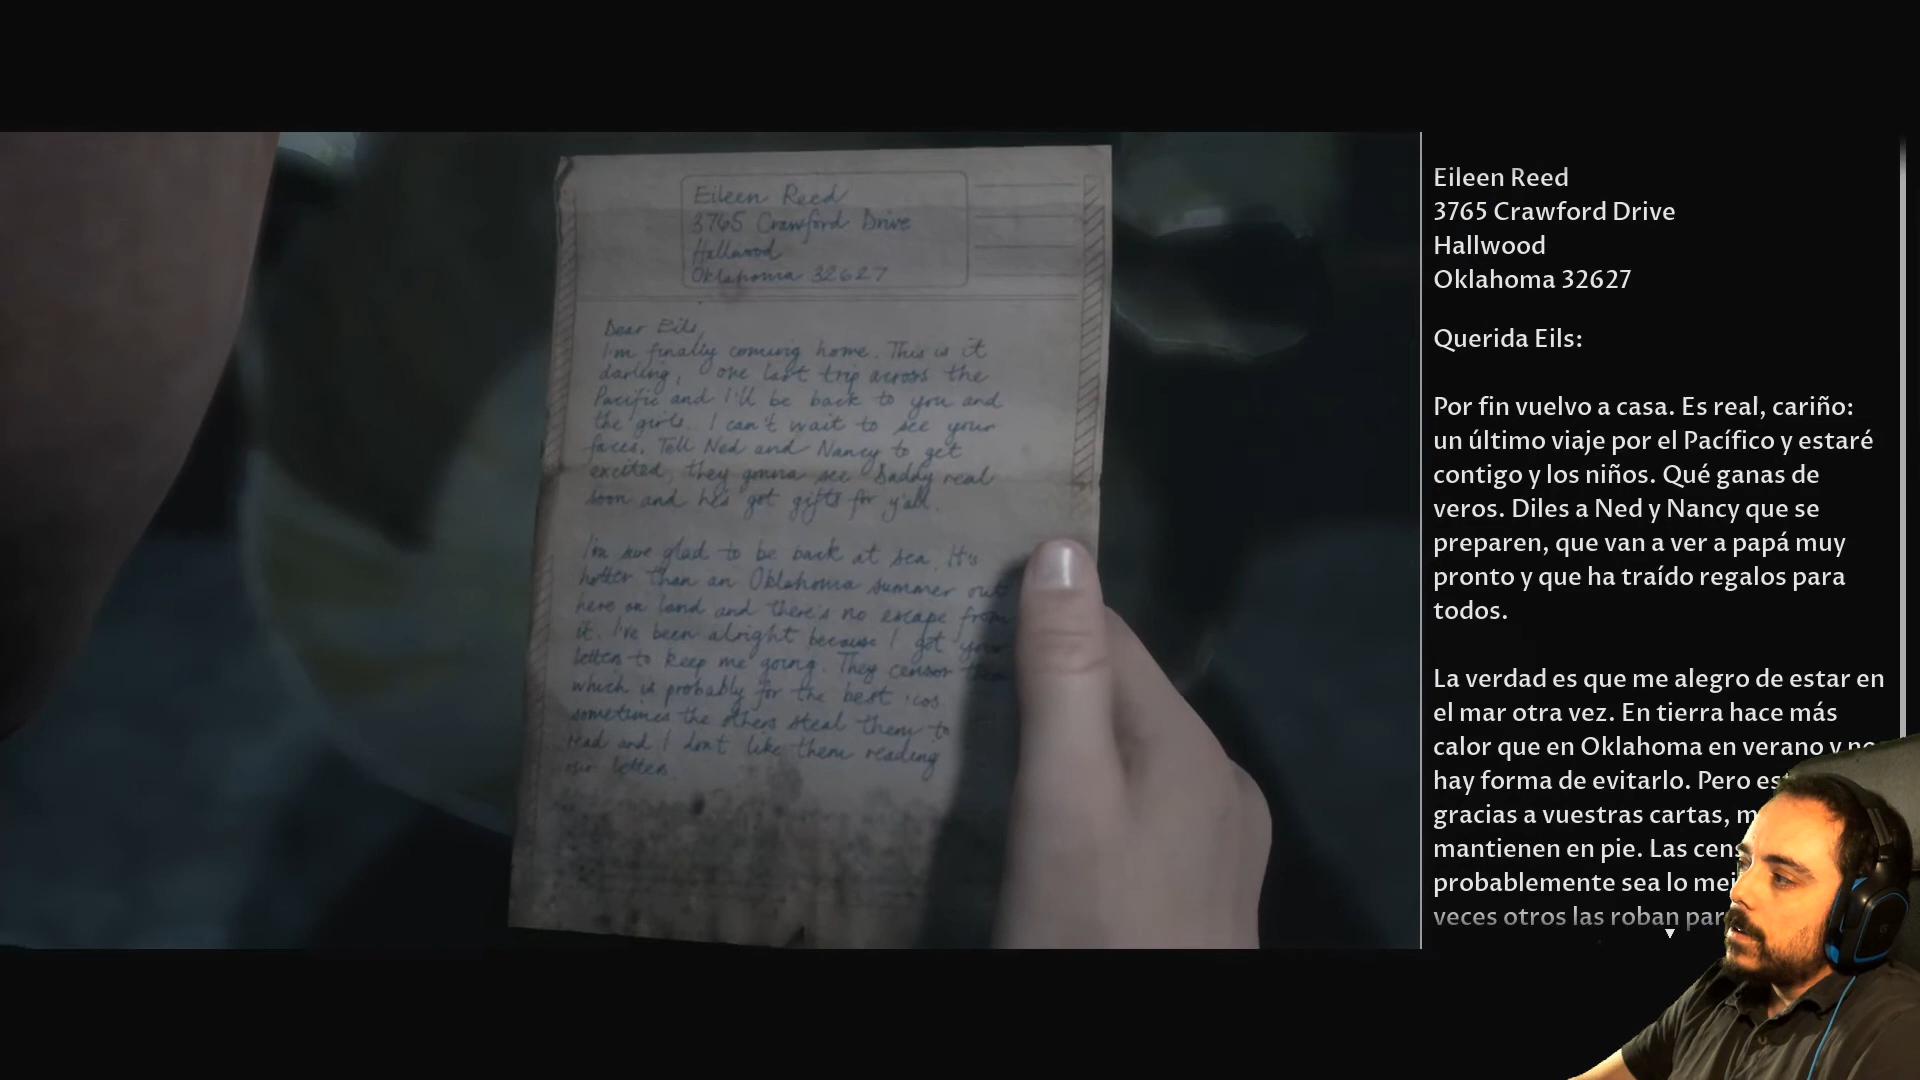 Eileen Reed
3765 Crawford Drive
Hallwood
Oklahoma 32627
Dear Eils,
I'm finally coming home. This is it
darling, one last trip across the
Pacific and I'll be back to you and
the girls. I can't wait to see your
faces. Tell Ned and Nancy to get
excited, they gonna see Daddy real
soon and he's got gifts for y'all.
I'm sure glad to be back at sea. It's
hotter than an Oklahoma summer out
here on land and there's no escape from
it. I've been alright because I got your
letters to keep me going. They censor them
which is probably for the best 'cos
sometimes the others steal them to
read and I don't like them reading
our letters.
Eileen Reed
3765 Crawford Drive
Hallwood
Oklahoma 32627
Querida Eils:
Por fin vuelvo a casa. Es real, cariño:
un último viaje por el Pacífico y estaré
contigo y los niños. Qué ganas de
veros. Diles a Ned y Nancy que se
preparen, que van a ver a papá muy
pronto y que ha traído regalos para
todos.
La verdad es que me alegro de estar en
el mar otra vez. En tierra hace más
calor que en Oklahoma en verano y no
hay forma de evitarlo. Pero
gracias a vuestras cartas,
mantienen en pie. Las
probablemente sea lo
veces otros las roban